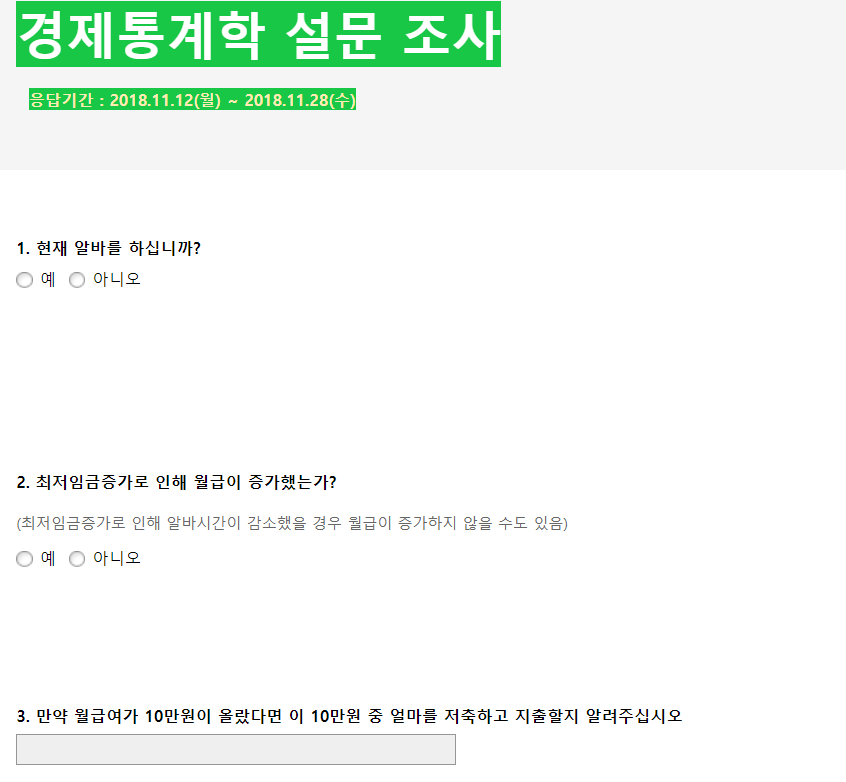 경제통계학 설문 조사
응답기간 : 2018.11.12(월) ~ 2018.11.28(수)
1. 현재 알바를 하십니까?
예 아니오
2. 최저임금증가로 인해 월급이 증가했는가?
(최저임금증가로 인해 알바시간이 감소했을 경우 월급이 증가하지 않을 수도 있음)
예 아니오
3. 만약 월급여가 10만원이 올랐다면 이 10만원 중 얼마를 저축하고 지출할지 알려주십시오